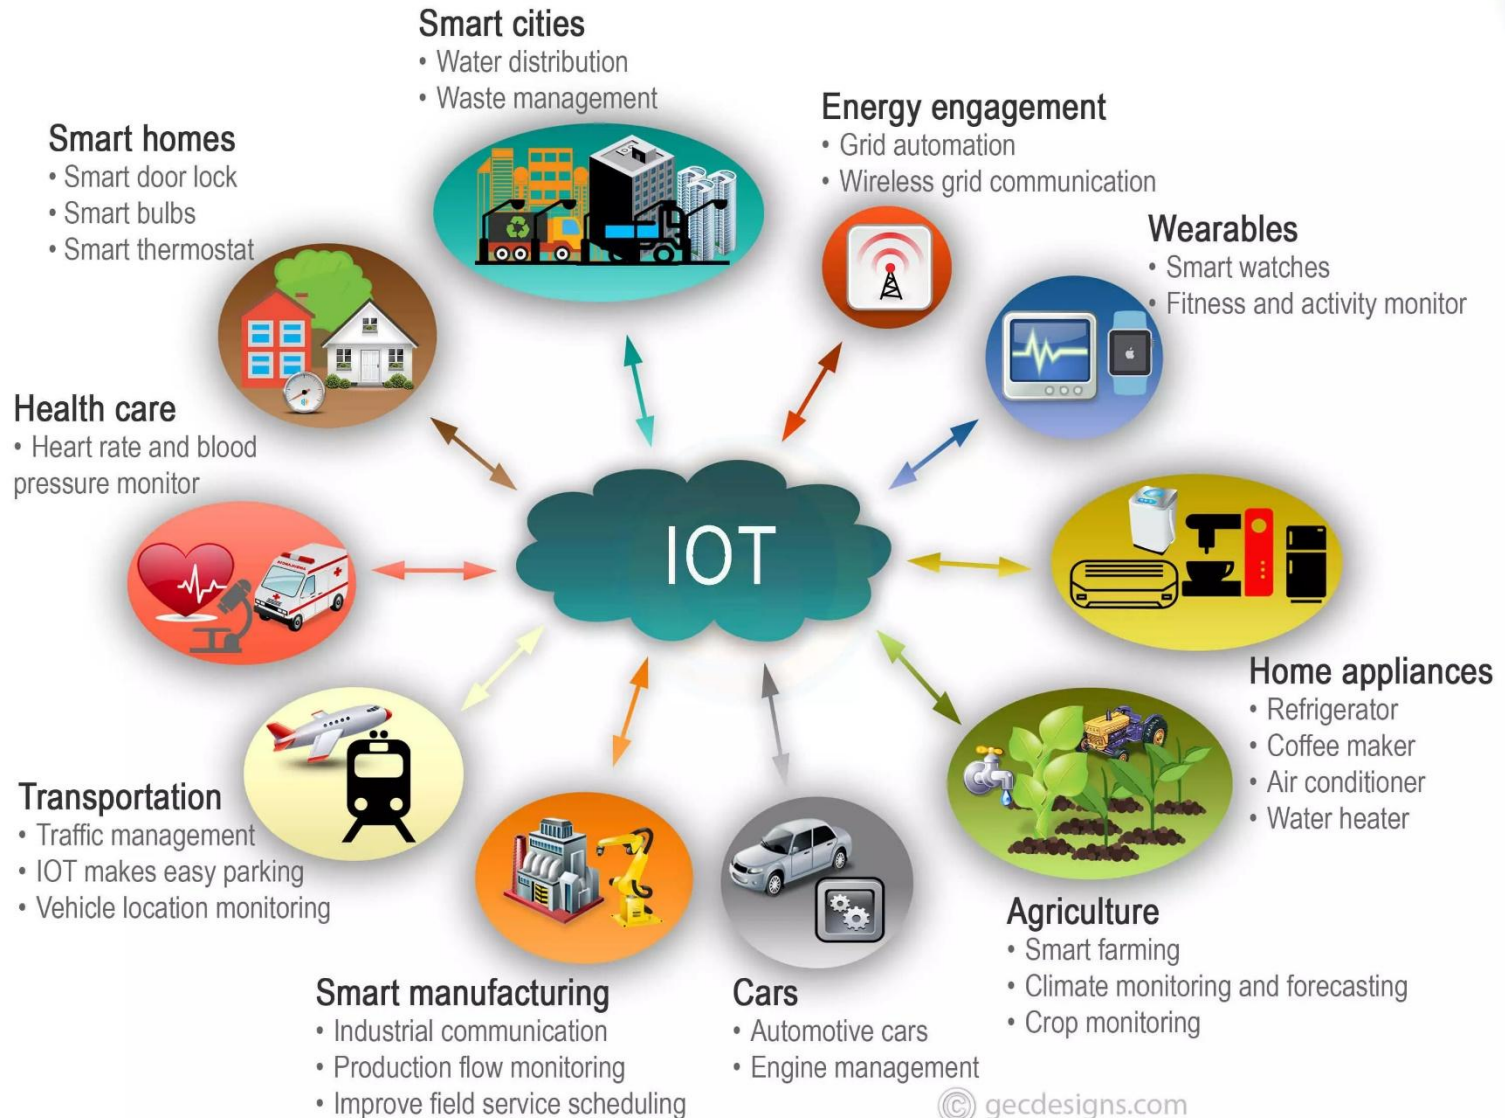 Smart cities
• Water distribution
• Waste management
Energy engagement
• Grid automation
• Wireless grid communication
Smart homes
• Smart door lock
• Smart bulbs
• Smart thermostat
Wearables
• Smart watches
• Fitness and activity monitor
Health care
• Heart rate and blood
pressure monitor
IOT
Home appliances
• Refrigerator
• Coffee maker
• Air conditioner
• Water heater
Transportation
• Traffic management
• IOT makes easy parking
• Vehicle location monitoring
Agriculture
• Smart farming
• Climate monitoring and forecasting
• Crop monitoring
Smart manufacturing
• Industrial communication
• Production flow monitoring
• Improve field service scheduling
Cars
• Automotive cars
• Engine management
© gecdesigns.com